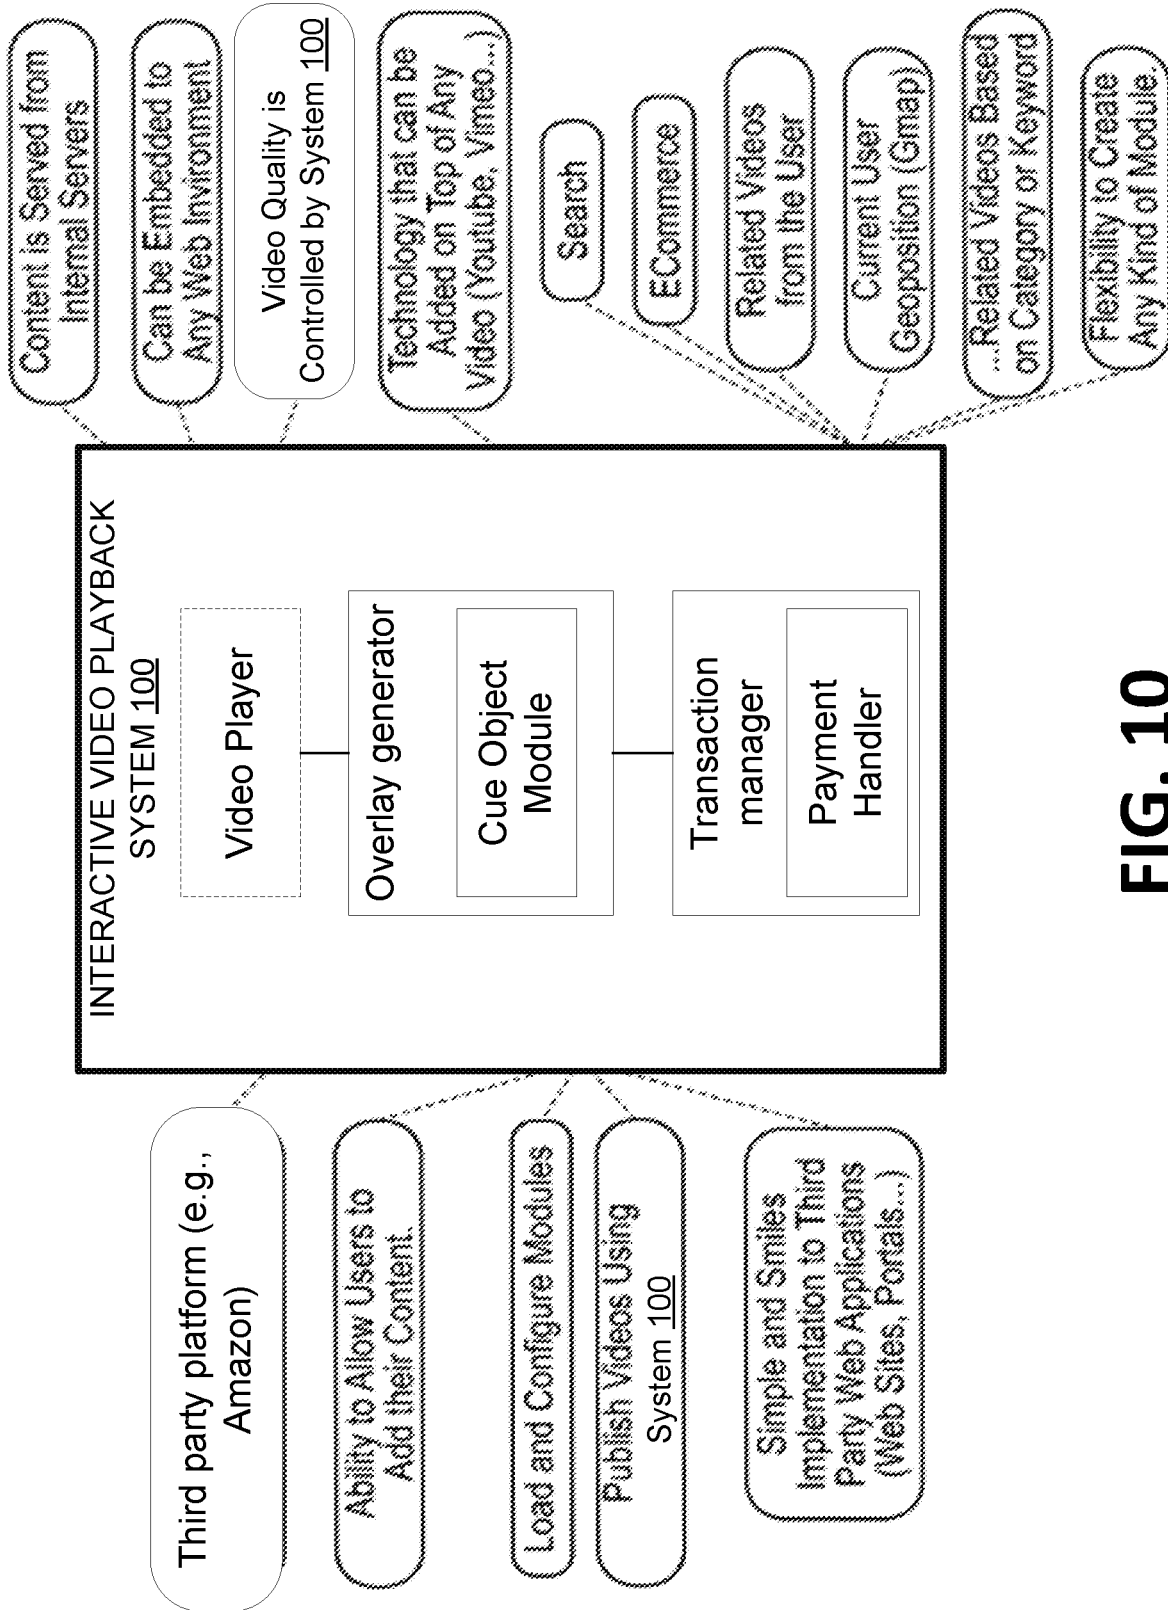 Third party platform (e.g.,
Amazon)
Ability to Allow Users to
Add their Content.
Load and Configure Modules
Publish Videos Using
System 100
Simple and Smiles
Implementation to Third
Party Web Applications
(Web Sites, Portals...)
INTERACTIVE VIDEO PLAYBACK
SYSTEM 100
Video Player
Overlay generator
Cue Object
Module
Transaction
manager
Payment
Handler
Content is Served from
Internal Servers
Can be Embedded to
Any Web Invironment
Video Quality is
Controlled by System 100
Technology that can be
Added on Top of Any
Video (Youtube, Vimeo...)
Search
ECommerce
Related Videos
from the User
Current User
Geoposition (Gmap)
...Related Videos Based
on Category or Keyword
Flexibility to Create
Any Kind of Module.
FIG. 10